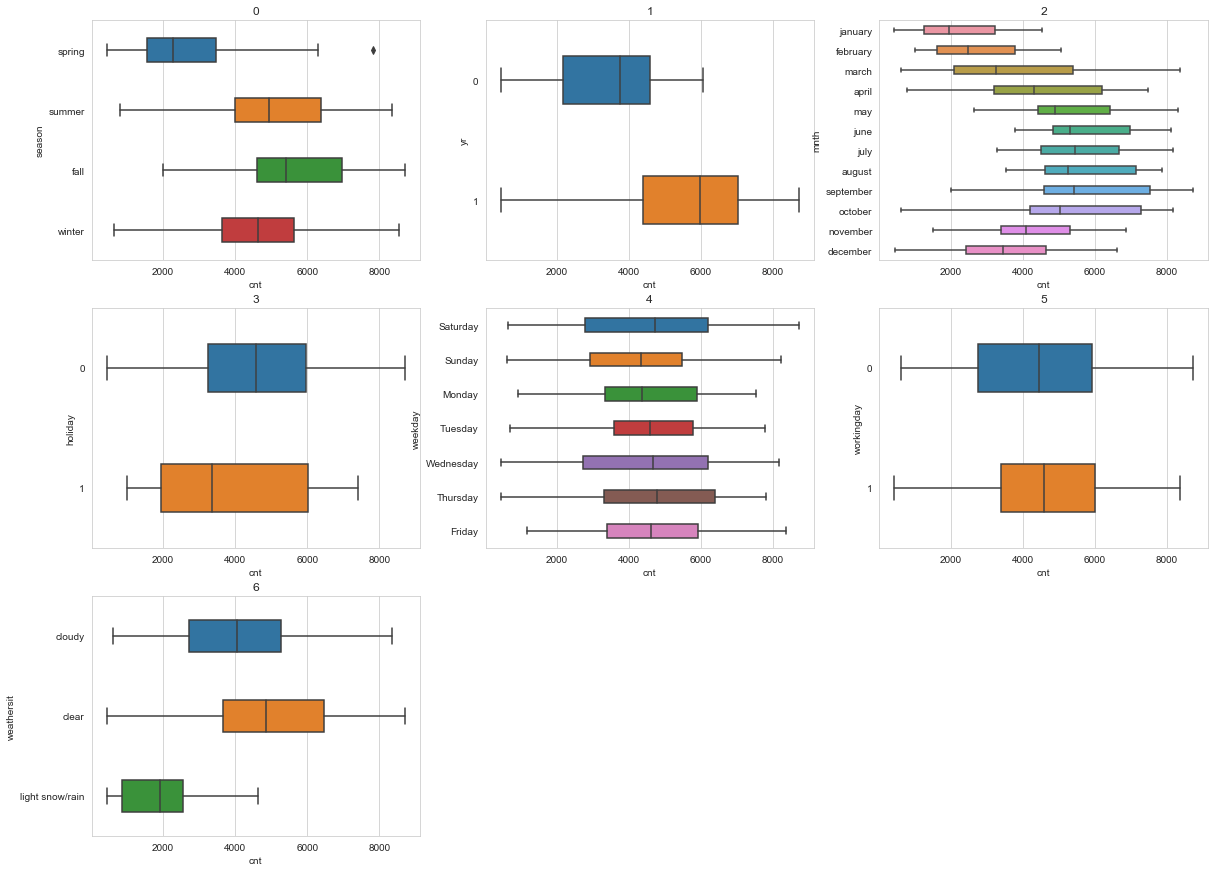 0
spring
summer
fall
winter
season
2000 4000 6000 8000
cnt
1
0
1
yr
2000 4000 6000 8000
cnt
2
january
february
march
april
may
june
july
august
september
october
november
december
mnth
2000 4000 6000 8000
cnt
3
0
1
holiday
2000 4000 6000 8000
cnt
4
Saturday
Sunday
Monday
Tuesday
Wednesday
Thursday
Friday
weekday
2000 4000 6000 8000
cnt
5
0
1
workingday
2000 4000 6000 8000
cnt
6
cloudy
clear
light snow/rain
weathersit
2000 4000 6000 8000
cnt